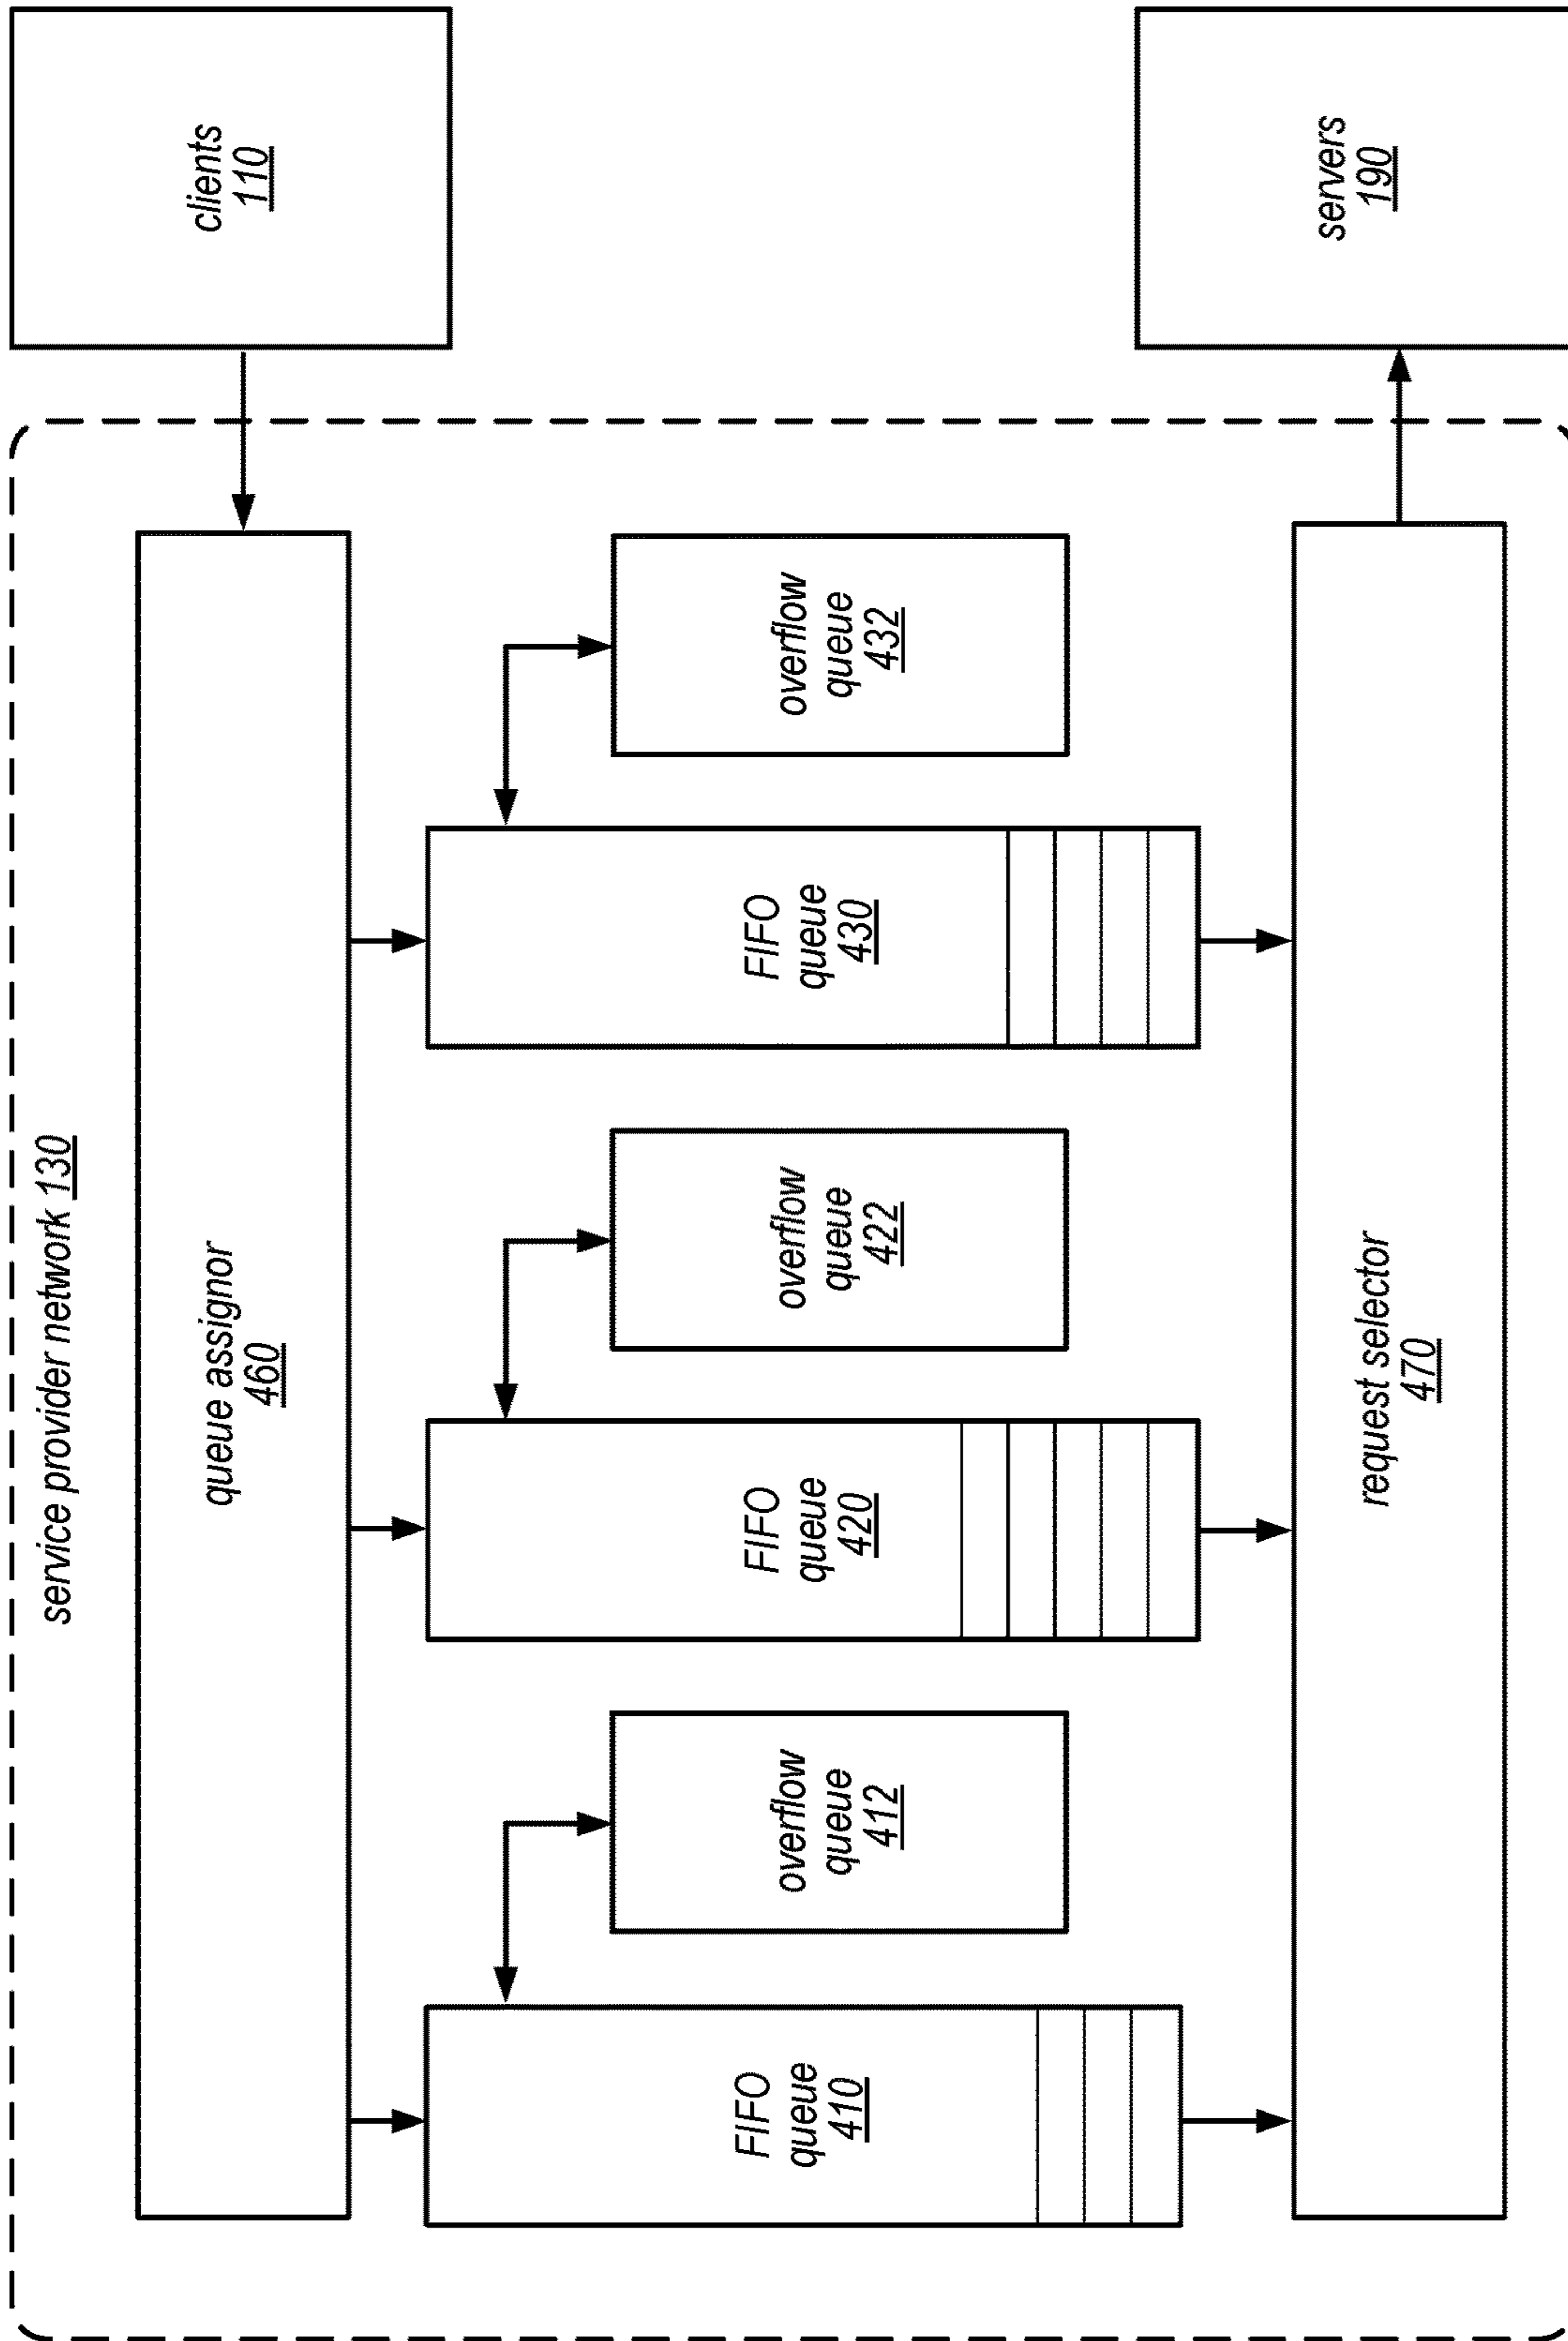 service provider network 130
clients
110
queue assignor
460
FIFO
queue
410
overflow
queue
412
FIFO
queue
420
overflow
queue
422
FIFO
queue
430
overflow
queue
432
request selector
470
servers
190